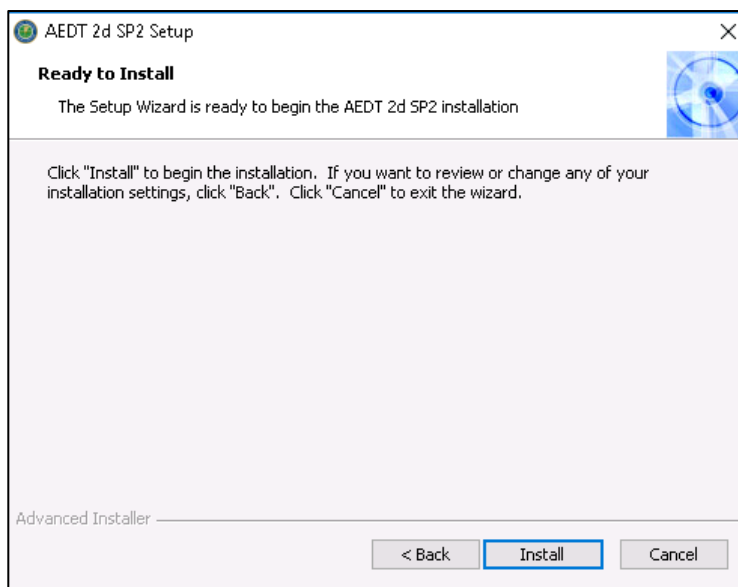 AEDT 2d SP2 Setup
Ready to Install
The Setup Wizard is ready to begin the AEDT 2d SP2 installation
Click "Install" to begin the installation.  If you want to review or change any of your
installation settings, click "Back".  Click "Cancel" to exit the wizard.
Advanced Installer
< Back
Install
Cancel